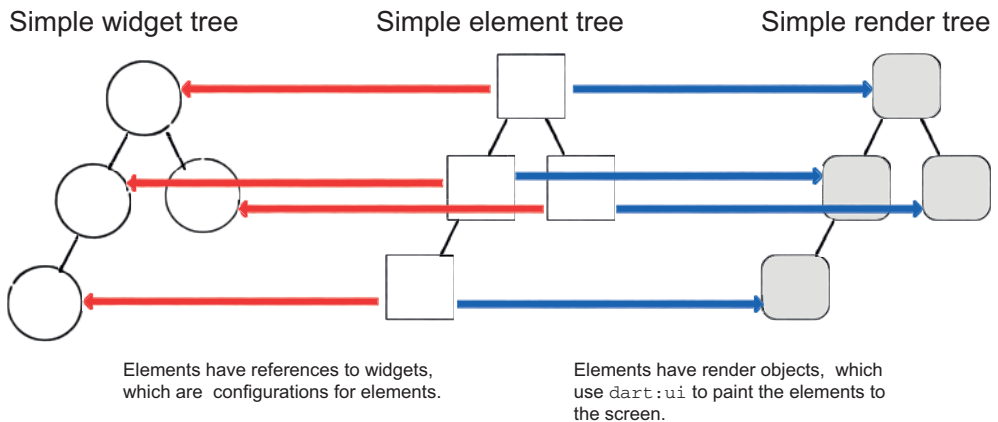 Simple widget tree
Simple element tree
Simple render tree
Elements have references to widgets,
which are configurations for elements.
Elements have render objects, which
use dart:ui to paint the elements to
the screen.